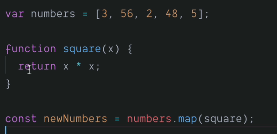 var numbers = [3, 56, 2, 48, 5];
function square(x) {
return x * x;
}
const newNumbers = numbers.map(square);